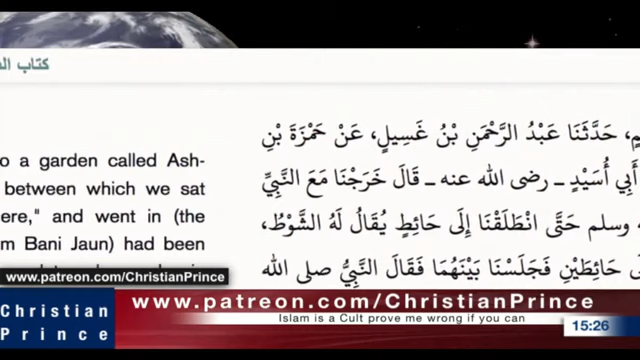 كتاب
o a garden called Ash-
between which we sat
ere," and went in (the
m Bani Jaun) had been
م، حَدَّثَنَا عَبْدُ الرَّحْمَنِ بْنُ غَسِيلٍ، عَنْ حَمْزَةَ بْنِ
أَبِي أُسَيْدٍ ـ رضى الله عنه ـ قَالَ خَرَجْنَا مَعَ النَّبِيِّ
وسلم حَتَّى انْطَلَقْنَا إِلَى حَائِطٍ يُقَالُ لَهُ الشَّوْطُ،
حَائِطَيْنِ فَجَلَسْنَا بَيْنَهُمَا فَقَالَ النَّبِيُّ صلى الله
www.patreon.com/ChristianPrince
Christian
Prince
www.patreon.com/ChristianPrince
Islam is a Cult prove me wrong if you can
15:26